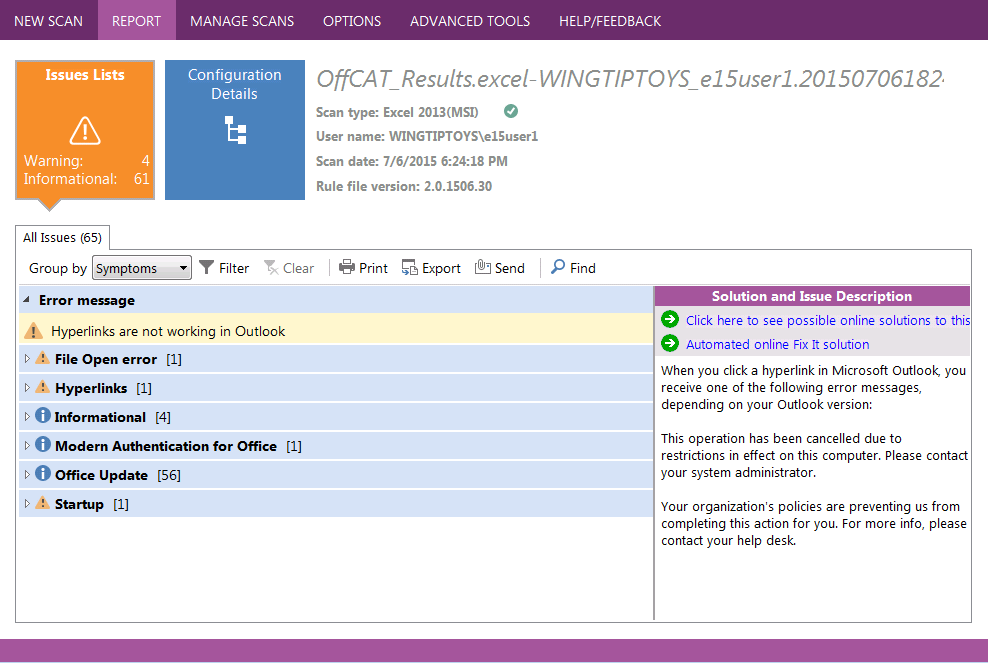 NEW SCAN REPORT MANAGE SCANS OPTIONS ADVANCED TOOLS HELP/FEEDBACK
Issues Lists
Warning: 4
Informational: 61
Configuration
Details
OffCAT_Results.excel-WINGTIPTOYS_e15user1.201507061824
Scan type: Excel 2013(MSI)
User name: WINGTIPTOYS\e15user1
Scan date: 7/6/2015 6:24:18 PM
Rule file version: 2.0.1506.30
All Issues (65)
Group by Symptoms Filter Clear Print Export Send Find
Error message
Hyperlinks are not working in Outlook
File Open error [1]
Hyperlinks [1]
Informational [4]
Modern Authentication for Office [1]
Office Update [56]
Startup [1]
Solution and Issue Description
Click here to see possible online solutions to this
Automated online Fix It solution
When you click a hyperlink in Microsoft Outlook, you
receive one of the following error messages,
depending on your Outlook version:
This operation has been cancelled due to
restrictions in effect on this computer. Please contact
your system administrator.
Your organization's policies are preventing us from
completing this action for you. For more info, please
contact your help desk.